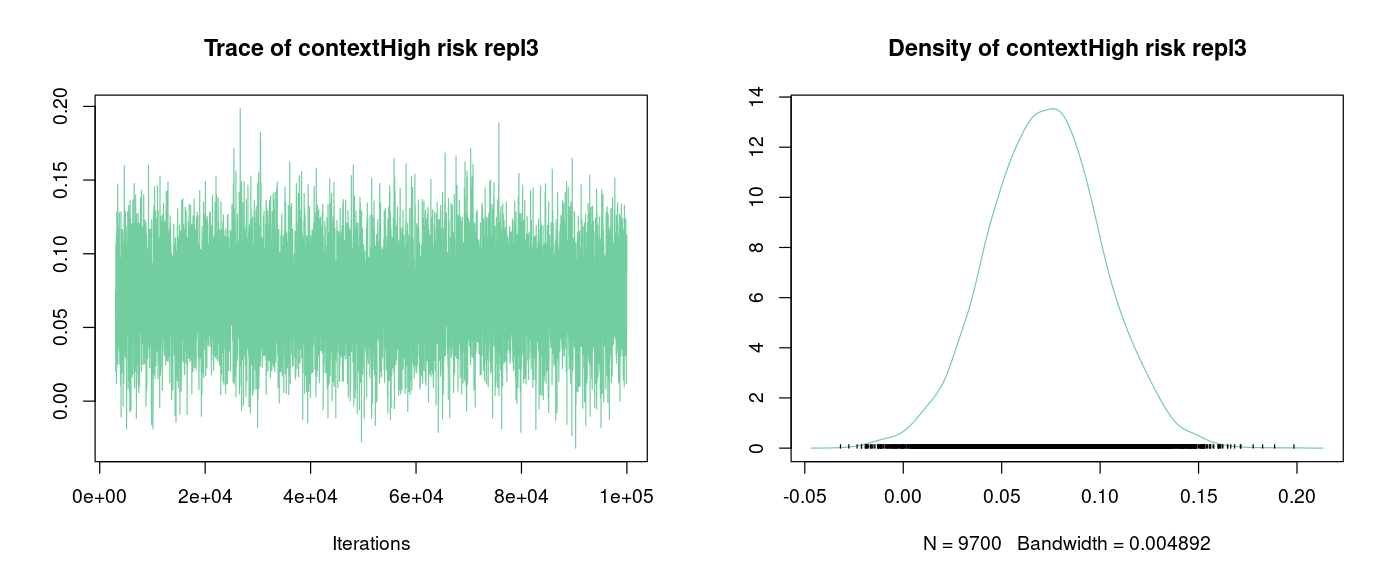 Trace of contextHigh risk repl3
0.20
0.15
0.10
0.05
0.00
0e+00 2e+04 4e+04 6e+04 8e+04 1e+05
Iterations
Density of contextHigh risk repl3
14
12
10
8
6
4
2
0
-0.05 0.00 0.05 0.10 0.15 0.20
N = 9700 Bandwidth = 0.004892